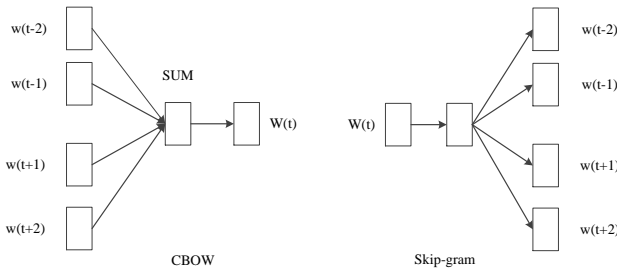 w(t-2)
w(t-1)
w(t+1)
w(t+2)
SUM
W(t)
CBOW
W(t)
w(t-2)
w(t-1)
w(t+1)
w(t+2)
Skip-gram